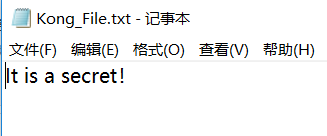 Kong_File.txt - 记事本
文件(F) 编辑(E) 格式(O) 查看(V) 帮助(H)
It is a secret!